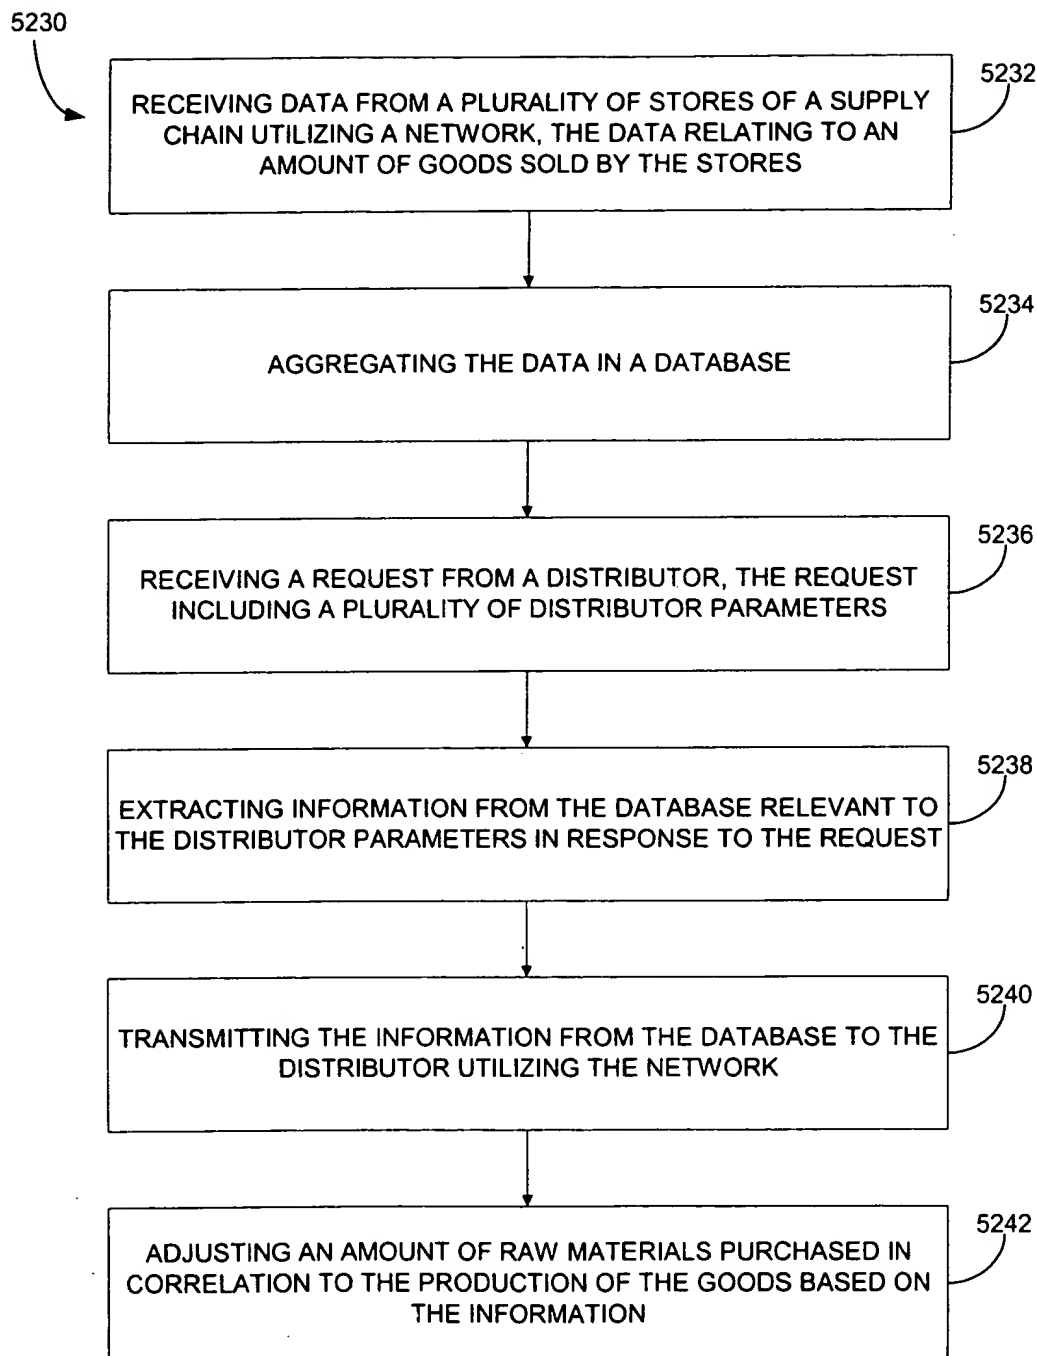 5230
5232
RECEIVING DATA FROM A PLURALITY OF STORES OF A SUPPLY
CHAIN UTILIZING A NETWORK, THE DATA RELATING TO AN
AMOUNT OF GOODS SOLD BY THE STORES
5234
AGGREGATING THE DATA IN A DATABASE
5236
RECEIVING A REQUEST FROM A DISTRIBUTOR, THE REQUEST
INCLUDING A PLURALITY OF DISTRIBUTOR PARAMETERS
5238
EXTRACTING INFORMATION FROM THE DATABASE RELEVANT TO
THE DISTRIBUTOR PARAMETERS IN RESPONSE TO THE REQUEST
5240
TRANSMITTING THE INFORMATION FROM THE DATABASE TO THE
DISTRIBUTOR UTILIZING THE NETWORK
5242
ADJUSTING AN AMOUNT OF RAW MATERIALS PURCHASED IN
CORRELATION TO THE PRODUCTION OF THE GOODS BASED ON
THE INFORMATION